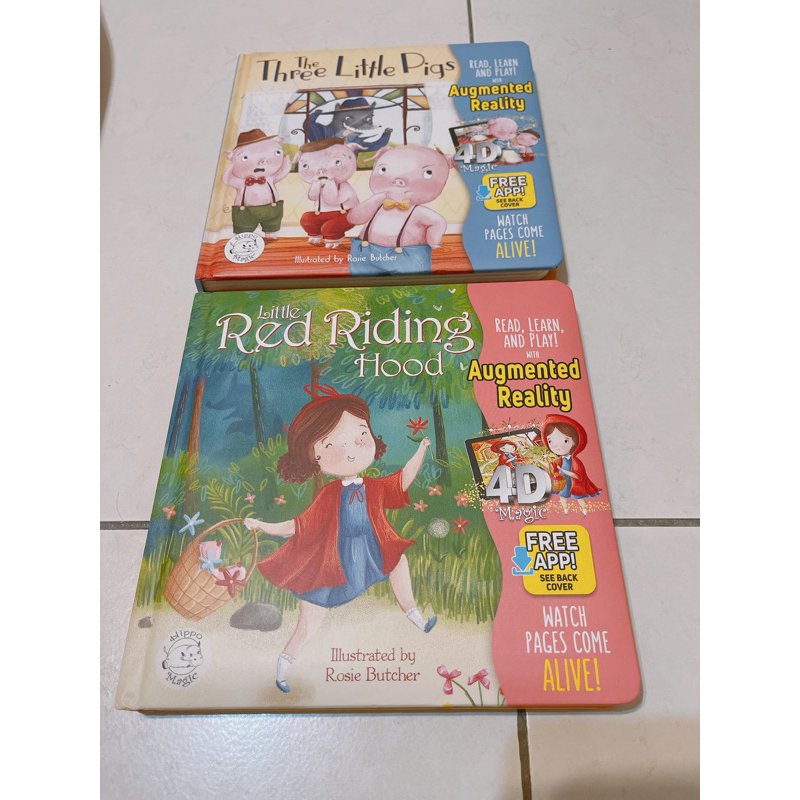 The
Three Little Pigs
READ, LEARN
AND PLAY!
WITH
Augmented
Reality
4D
Magic
FREE
APP!
SEE BACK
COVER
WATCH
PAGES COME
ALIVE!
Hippo
Magic
Illustrated by Rosie Butcher
Little
Red Riding
Hood
READ, LEARN,
AND PLAY!
WITH
Augmented
Reality
4D
Magic
FREE
APP!
SEE BACK
COVER
WATCH
PAGES COME
ALIVE!
Hippo
Magic
Illustrated by
Rosie Butcher